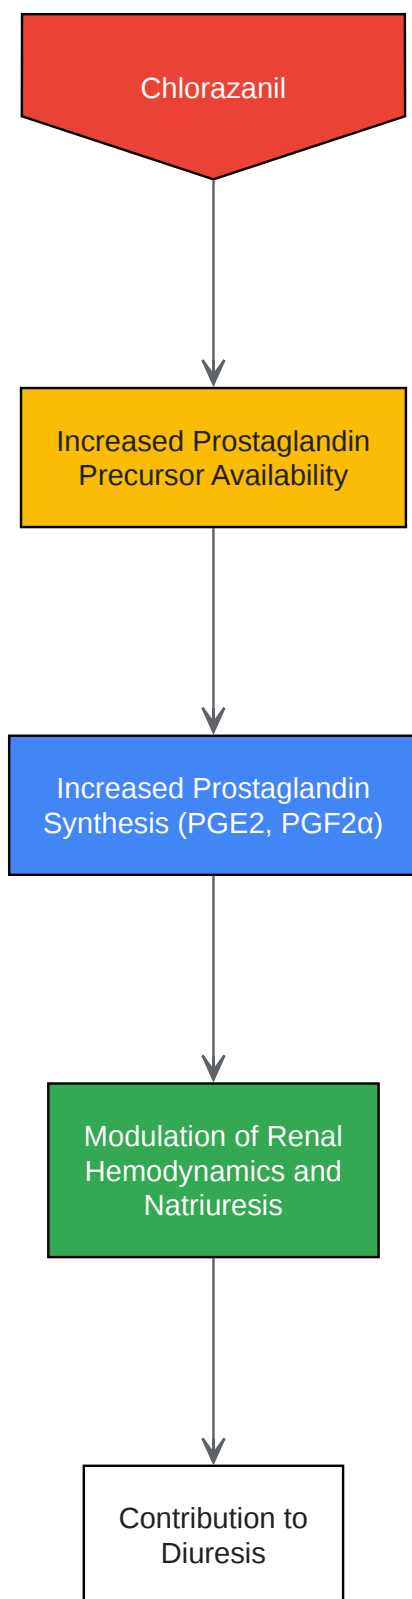 Chlorazanil
Increased Prostaglandin
Precursor Availability
Increased Prostaglandin
Synthesis (PGE2, PGF2α)
Modulation of Renal
Hemodynamics and
Natriuresis
Contribution to
Diuresis